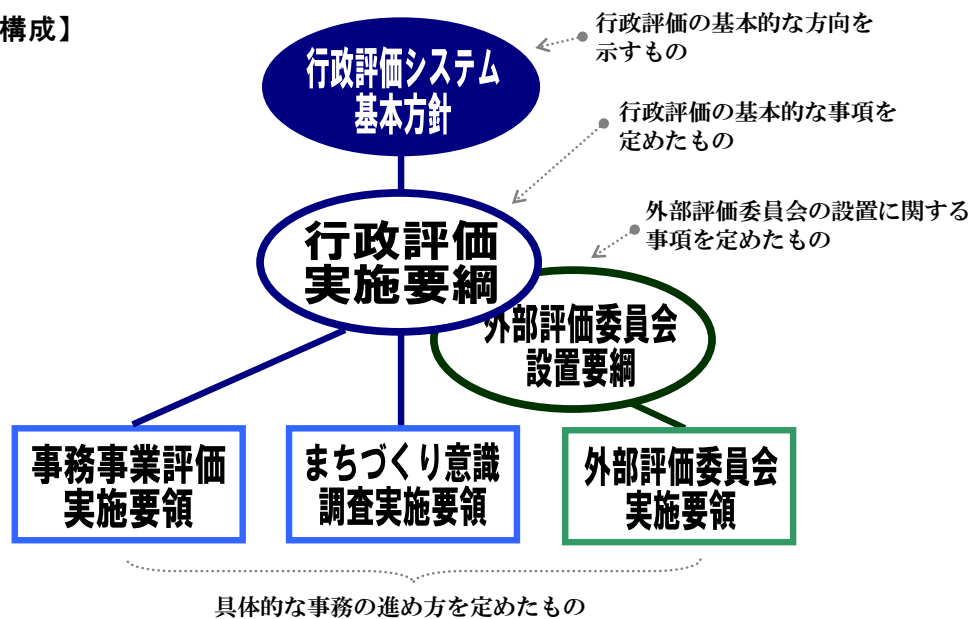 構成】
行政評価システム
基本方針
行政評価の基本的な方向を
示すもの
行政評価の基本的な事項を
定めたもの
行政評価
実施要綱
外部評価委員会の設置に関する
事項を定めたもの
外部評価委員会
設置要綱
事務事業評価
実施要領
まちづくり意識
調査実施要領
外部評価委員会
実施要領
具体的な事務の進め方を定めたもの